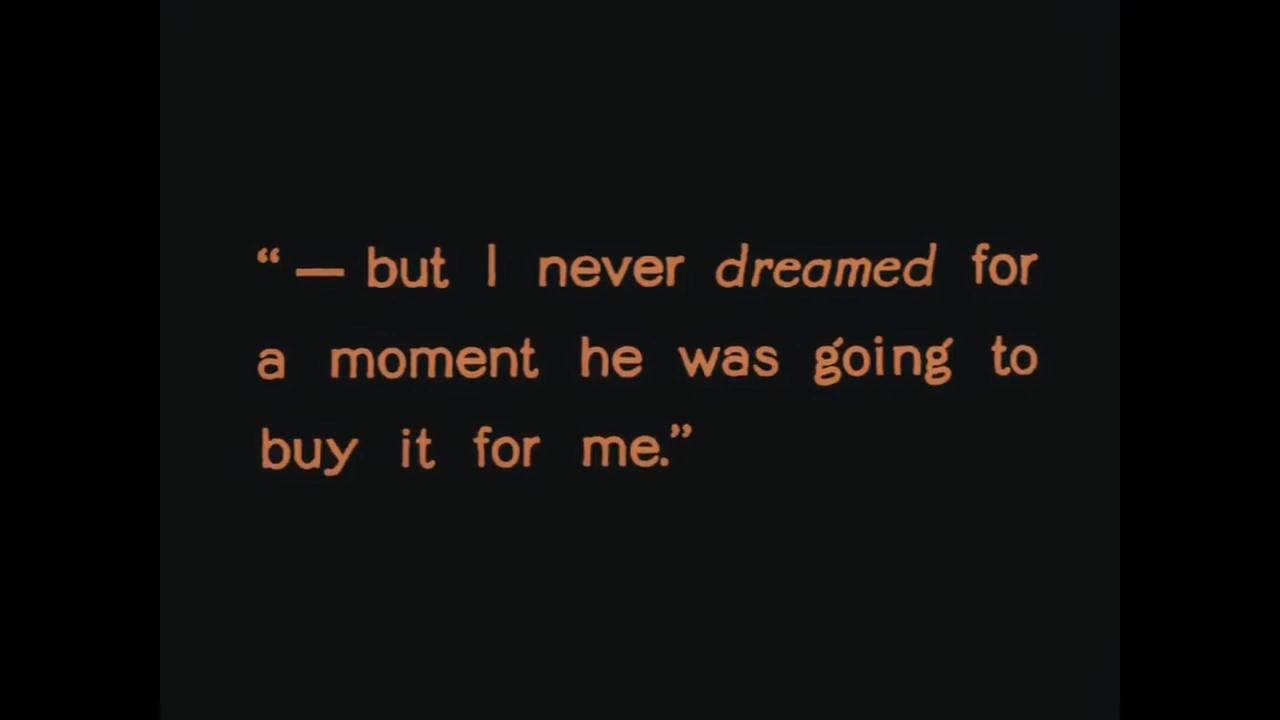 “— but I never dreamed for
a moment he was going to
buy it for me.”